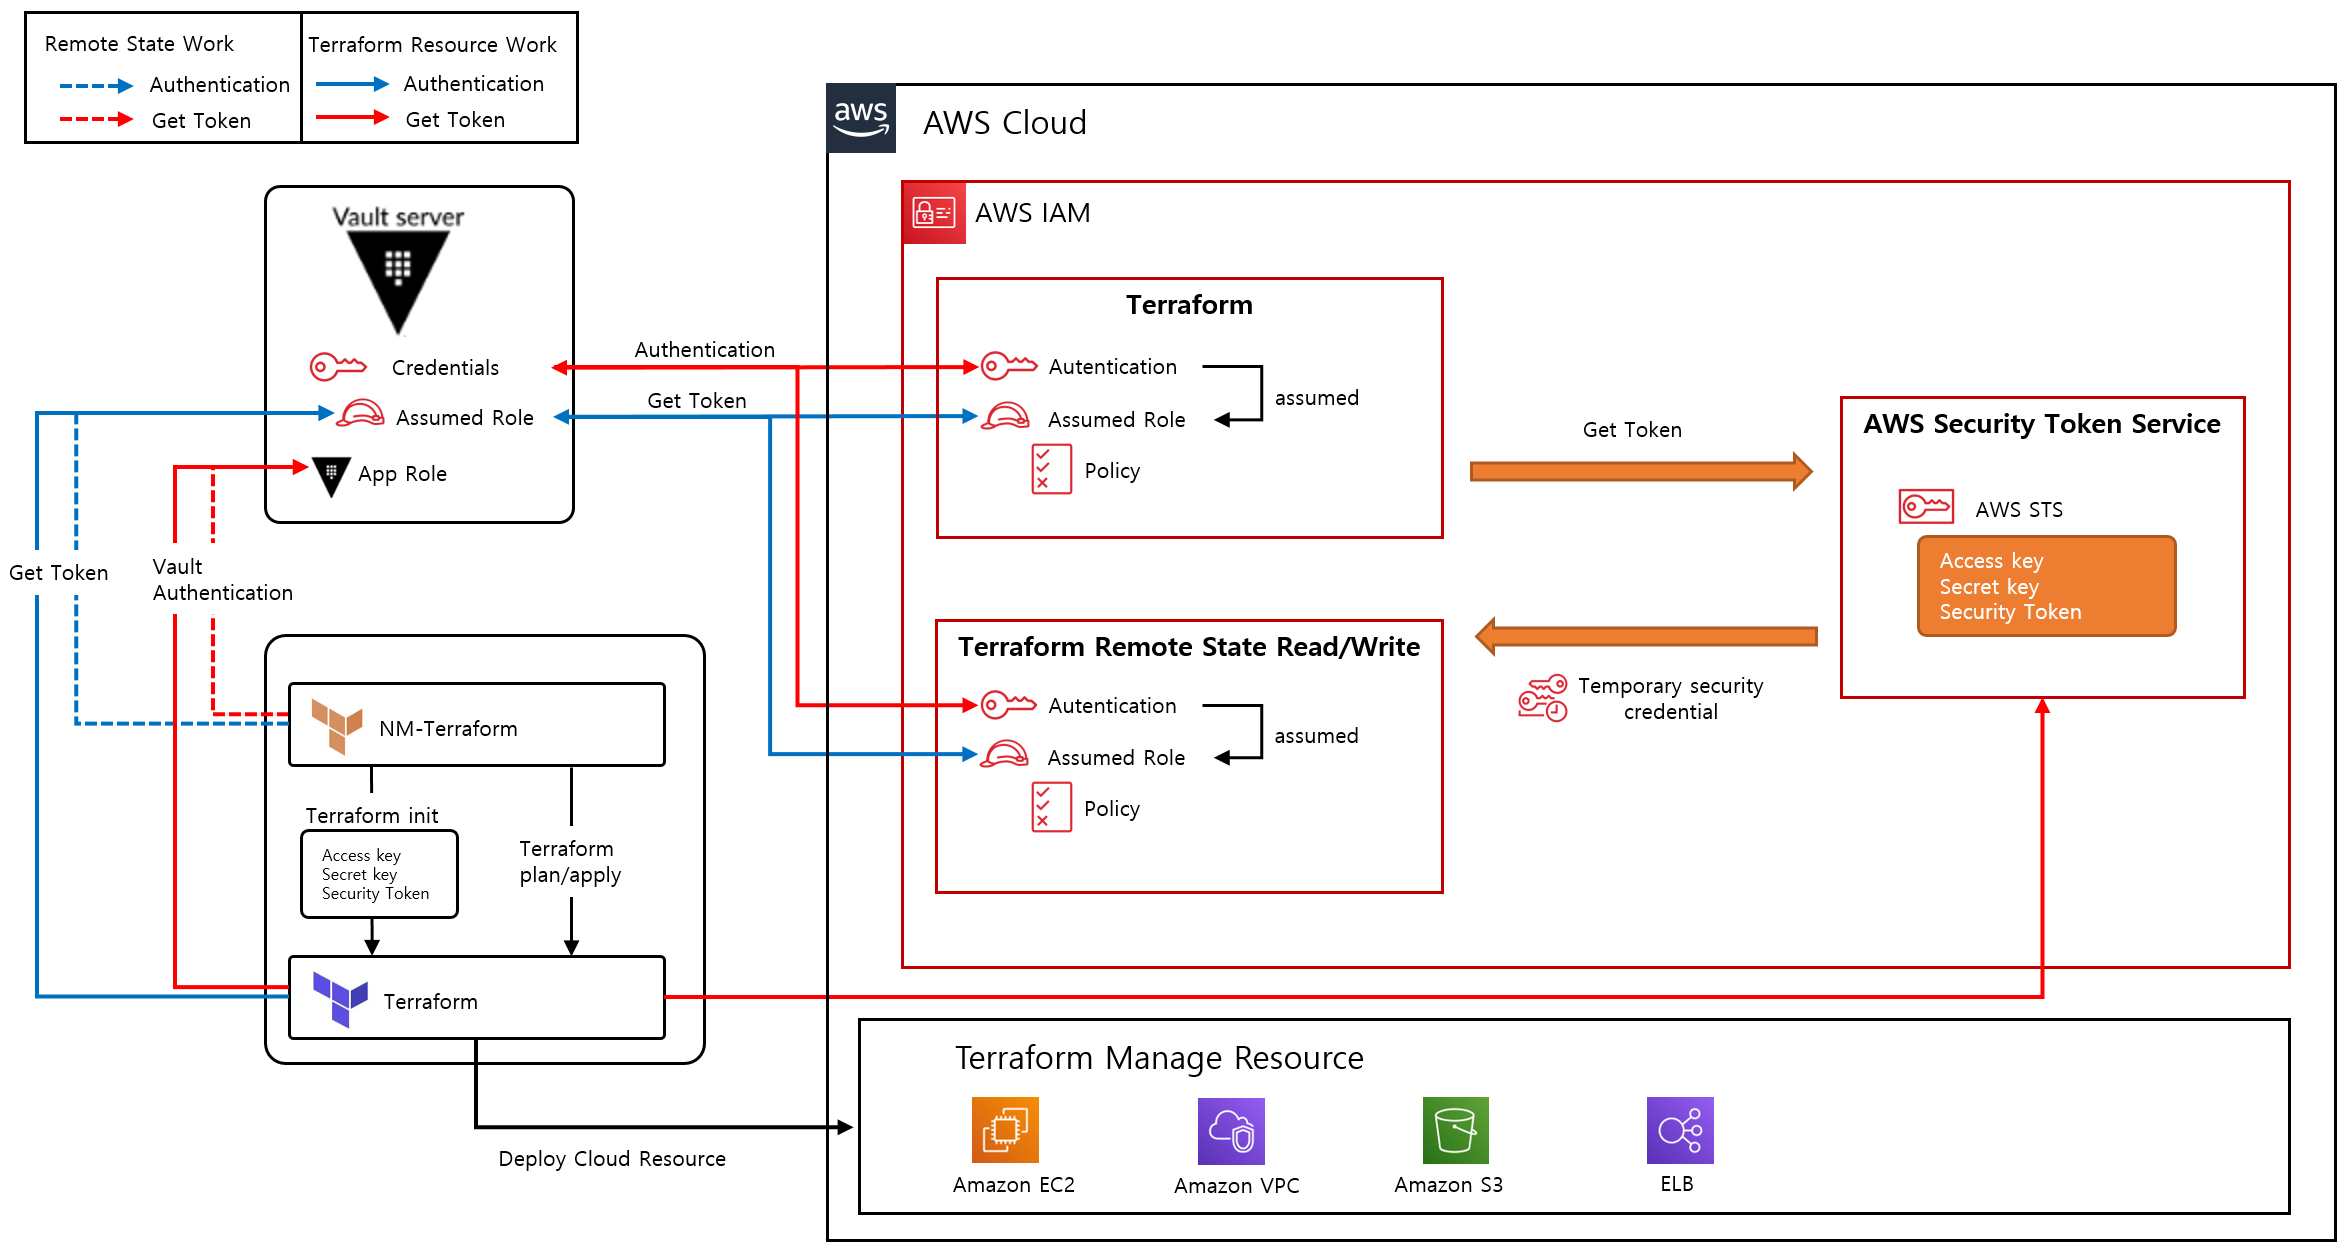 Remote State Work
Authentication
Get Token
Terraform Resource Work
Authentication
Get Token
aws
AWS Cloud
AWS IAM
Vault server
Credentials
Assumed Role
App Role
Authentication
Get Token
Terraform
Autentication
Assumed Role
Policy
assumed
Get Token
AWS Security Token Service
AWS STS
Access key
Secret key
Security Token
Get Token
Vault
Authentication
Terraform Remote State Read/Write
Autentication
Assumed Role
Policy
assumed
Temporary security
credential
NM-Terraform
Terraform init
Access key
Secret key
Security Token
Terraform
plan/apply
Terraform
Deploy Cloud Resource
Terraform Manage Resource
Amazon EC2
Amazon VPC
Amazon S3
ELB